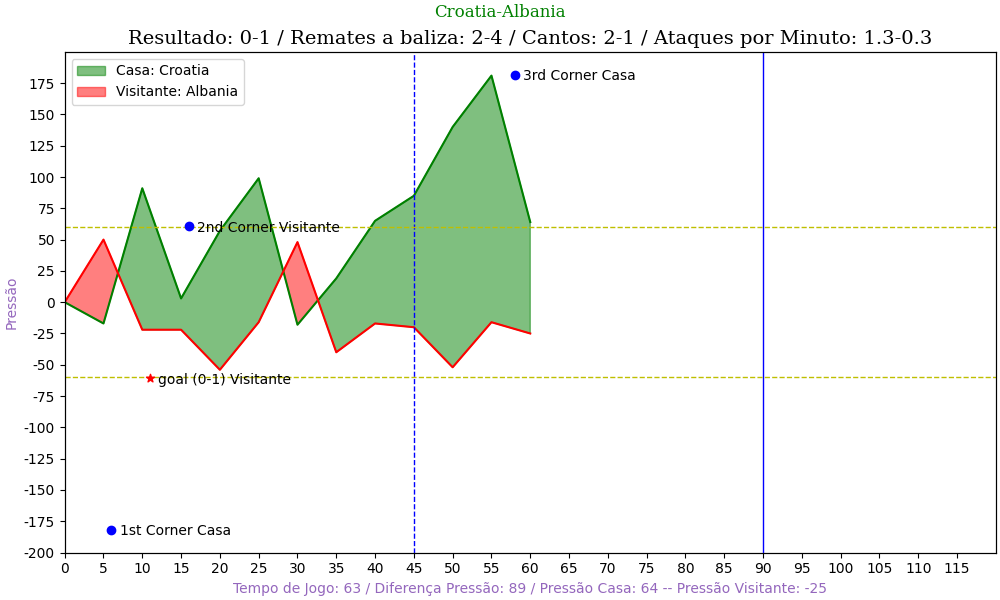 Croatia-Albania
Resultado: 0-1 / Remates a baliza: 2-4 / Cantos: 2-1 / Ataques por Minuto: 1.3-0.3
Casa: Croatia
Visitante: Albania
3rd Corner Casa
2nd Corner Visitante
goal (0-1) Visitante
1st Corner Casa
Pressão
175
150
125
100
75
50
25
0
-25
-50
-75
-100
-125
-150
-175
-200
0 5 10 15 20 25 30 35 40 45 50 55 60 65 70 75 80 85 90 95 100 105 110 115
Tempo de Jogo: 63 / Diferença Pressão: 89 / Pressão Casa: 64 -- Pressão Visitante: -25